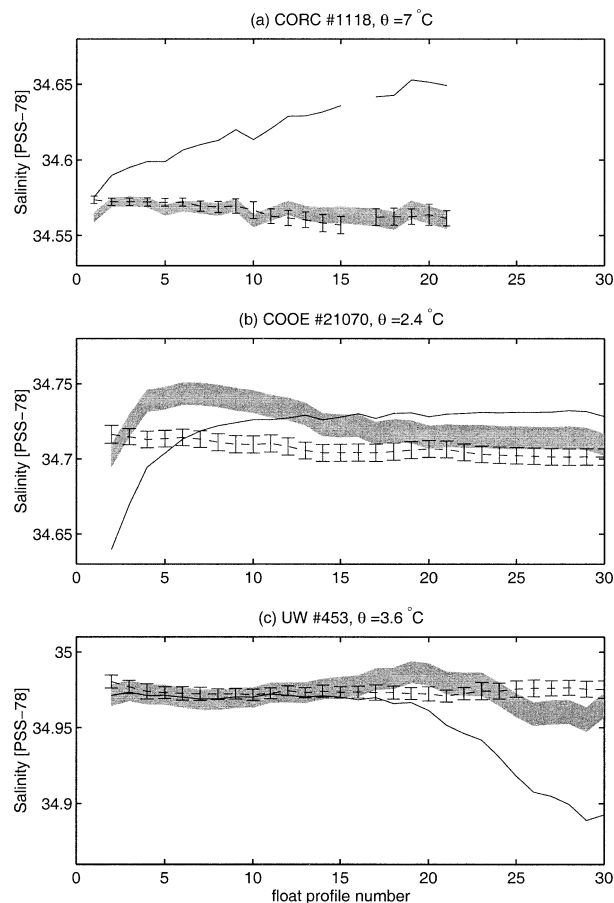 (a) CORC #1118, θ =7 °C
34.65
34.6
34.55
Salinity [PSS-78]
0 5 10 15 20 25 30
(b) COOE #21070, θ =2.4 °C
34.75
34.7
34.65
Salinity [PSS-78]
0 5 10 15 20 25 30
(c) UW #453, θ =3.6 °C
35
34.95
34.9
Salinity [PSS-78]
0 5 10 15 20 25 30
float profile number